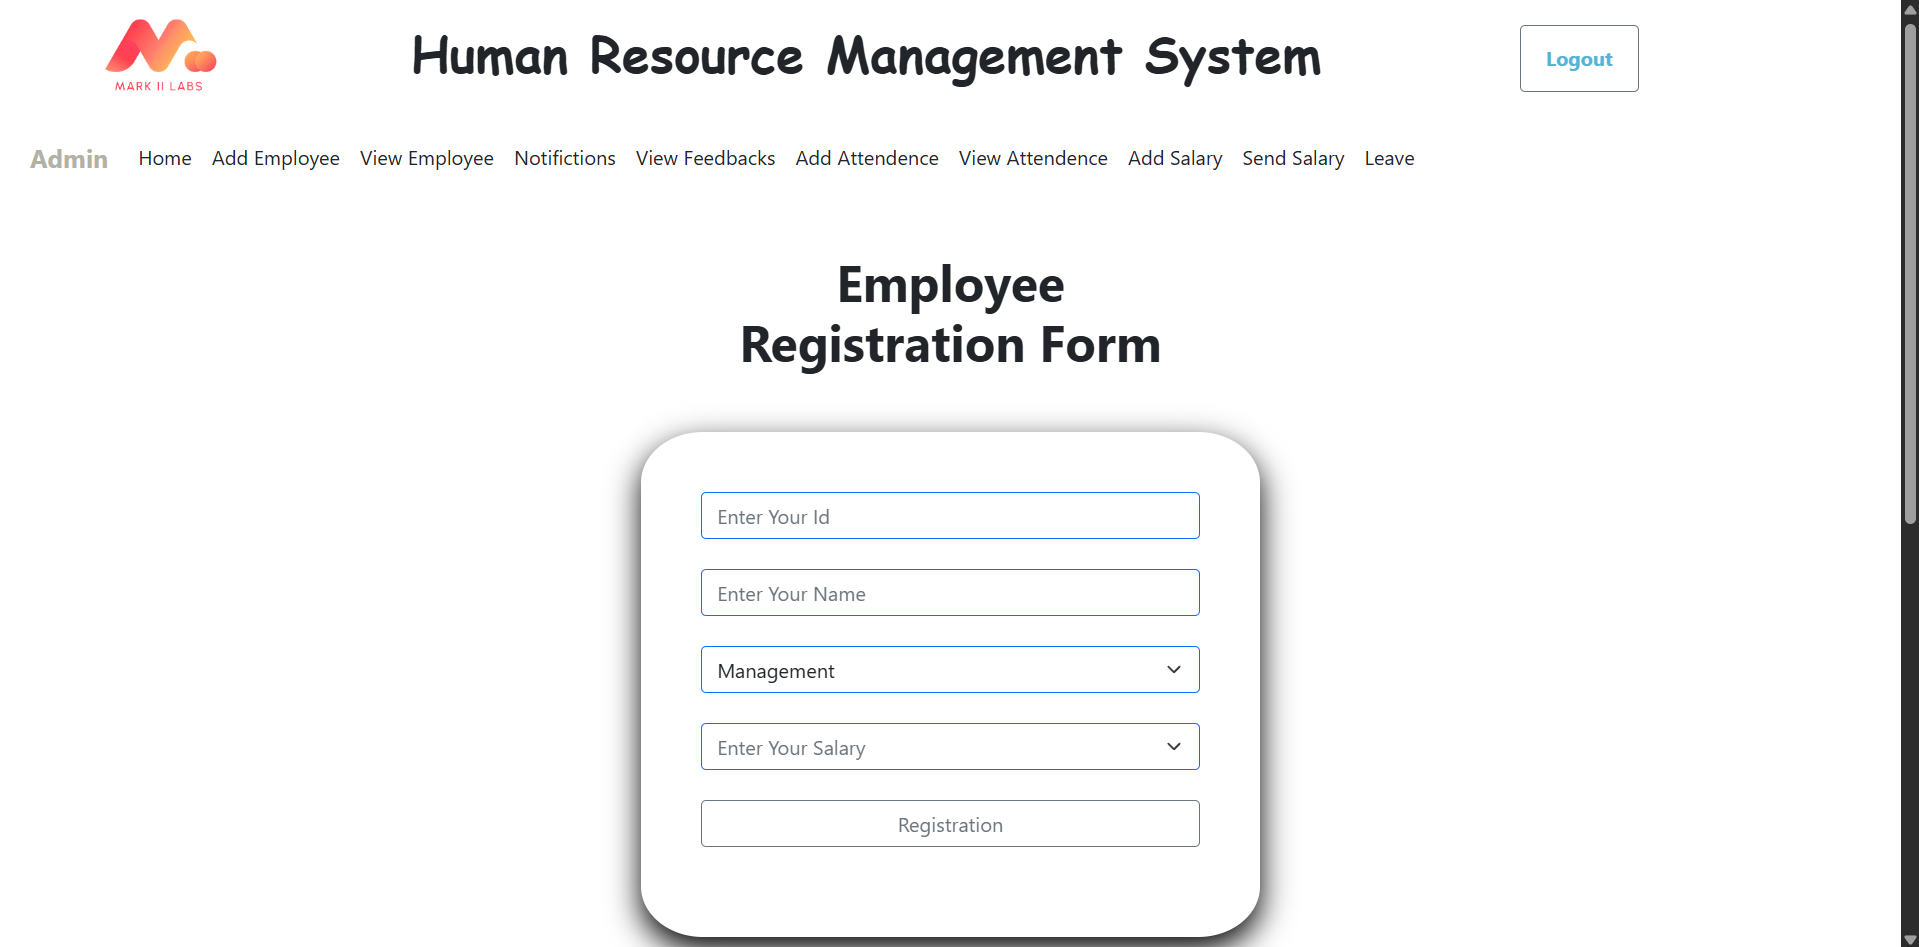 MARK II LABS
Human Resource Management System
Logout
Admin Home Add Employee View Employee Notifictions View Feedbacks Add Attendence View Attendence Add Salary Send Salary Leave
Employee
Registration Form
Enter Your Id
Enter Your Name
Management
Enter Your Salary
Registration